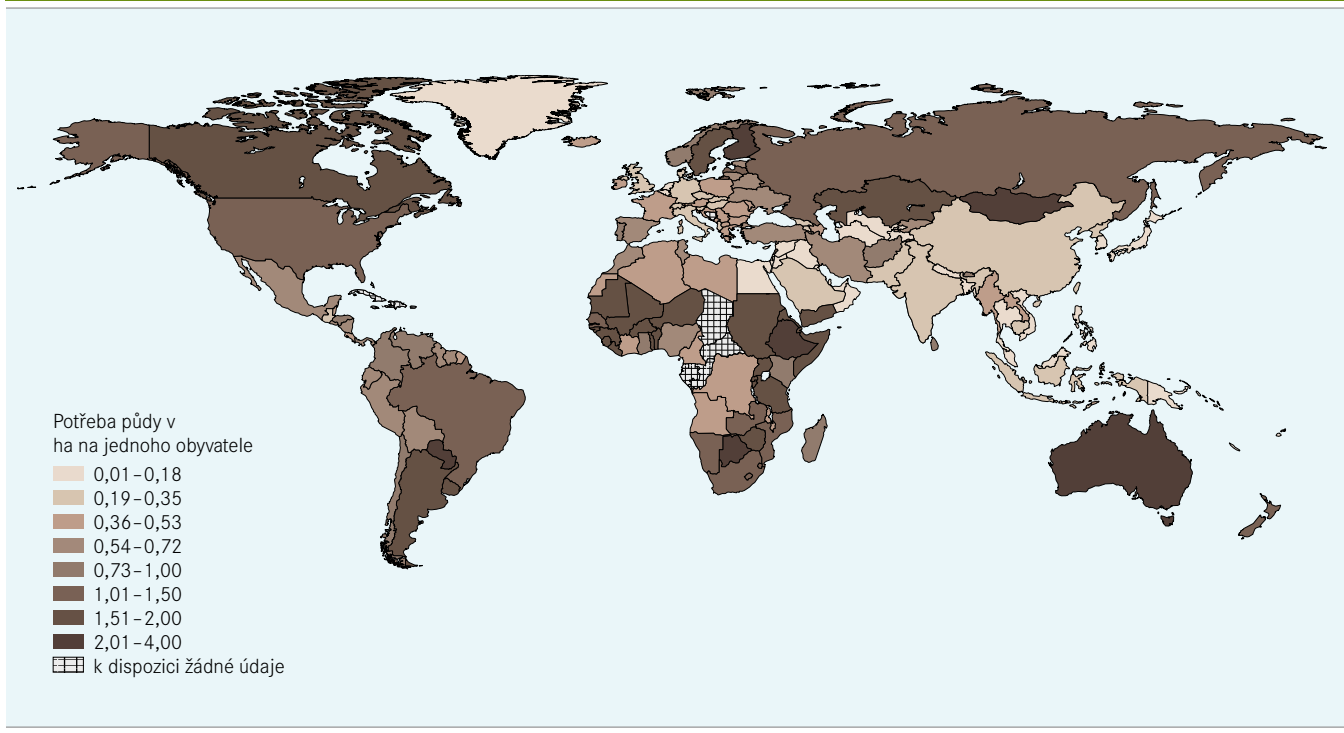 Potřeba půdy v
ha na jednoho obyvatele
0,01–0,18
0,19–0,35
0,36–0,53
0,54–0,72
0,73–1,00
1,01–1,50
1,51–2,00
2,01–4,00
k dispozici žádné údaje